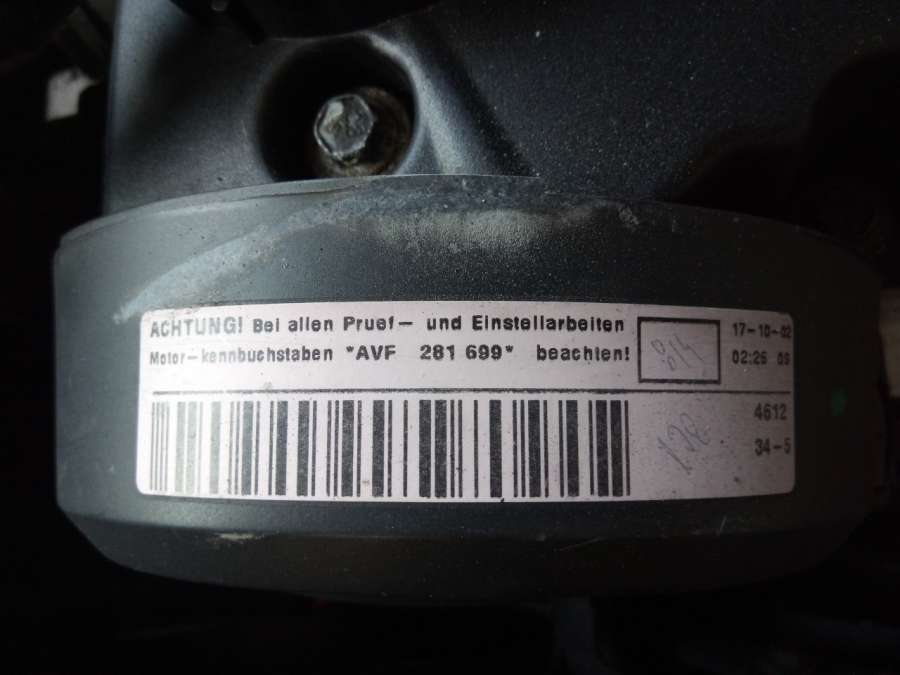 ACHTUNG! Bei allen Pruef- und Einstellarbeiten
Motor-kennbuchstaben *AVF 281 699* beachten!
17-10-02
02:26 09
4612
34-5